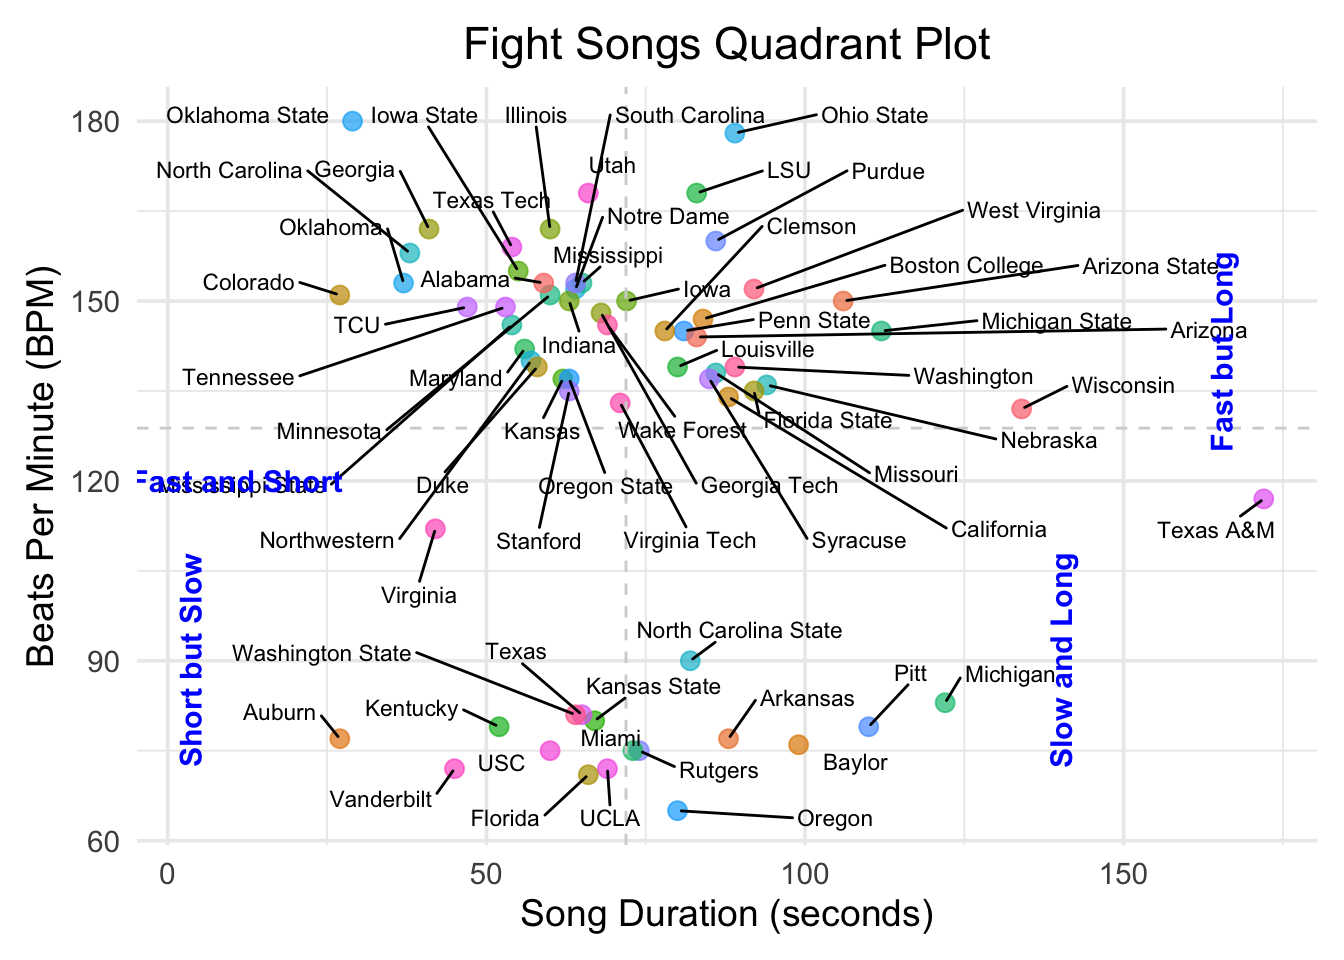 Fight Songs Quadrant Plot
Beats Per Minute (BPM)
180
150
120
90
60
Oklahoma State
Iowa State
Illinois
South Carolina
Ohio State
North Carolina
Georgia
Utah
LSU
Purdue
Texas Tech
Notre Dame
West Virginia
Oklahoma
Clemson
Mississippi
Colorado
Alabama
Boston College
Arizona State
Iowa
TCU
Penn State
Michigan State
Arizona
Indiana
Louisville
Tennessee
Maryland
Washington
Wisconsin
Fast but Long
Minnesota
Kansas
Wake Forest
Florida State
Nebraska
Fast and Short
Mississippi State
Duke
Oregon State
Georgia Tech
Missouri
Northwestern
Stanford
Virginia Tech
Syracuse
California
Texas A&M
Virginia
Short but Slow
Slow and Long
North Carolina State
Washington State
Texas
Kansas State
Pitt
Michigan
Auburn
Kentucky
Arkansas
Miami
USC
Rutgers
Baylor
Vanderbilt
Florida
UCLA
Oregon
0
50
100
150
Song Duration (seconds)